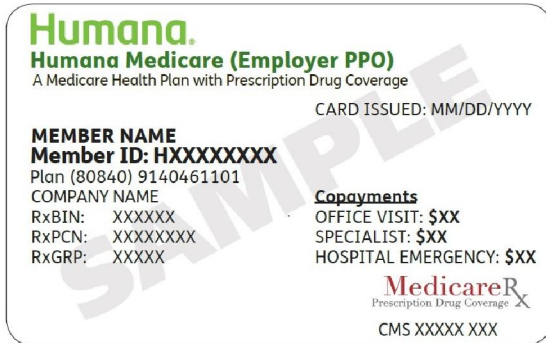 Humana.
Humana Medicare (Employer PPO)
A Medicare Health Plan with Prescription Drug Coverage
CARD ISSUED: MM/DD/YYYY
MEMBER NAME
Member ID: HXXXXXXXX
Plan (80840) 9140461101
COMPANY NAME
RxBIN: XXXXXX
RxPCN: XXXXXXXX
RxGRP: XXXXX
Copayments
OFFICE VISIT: $XX
SPECIALIST: $XX
HOSPITAL EMERGENCY: $XX
MedicareRx
Prescription Drug Coverage
CMS XXXXX XXX
SAMPLE